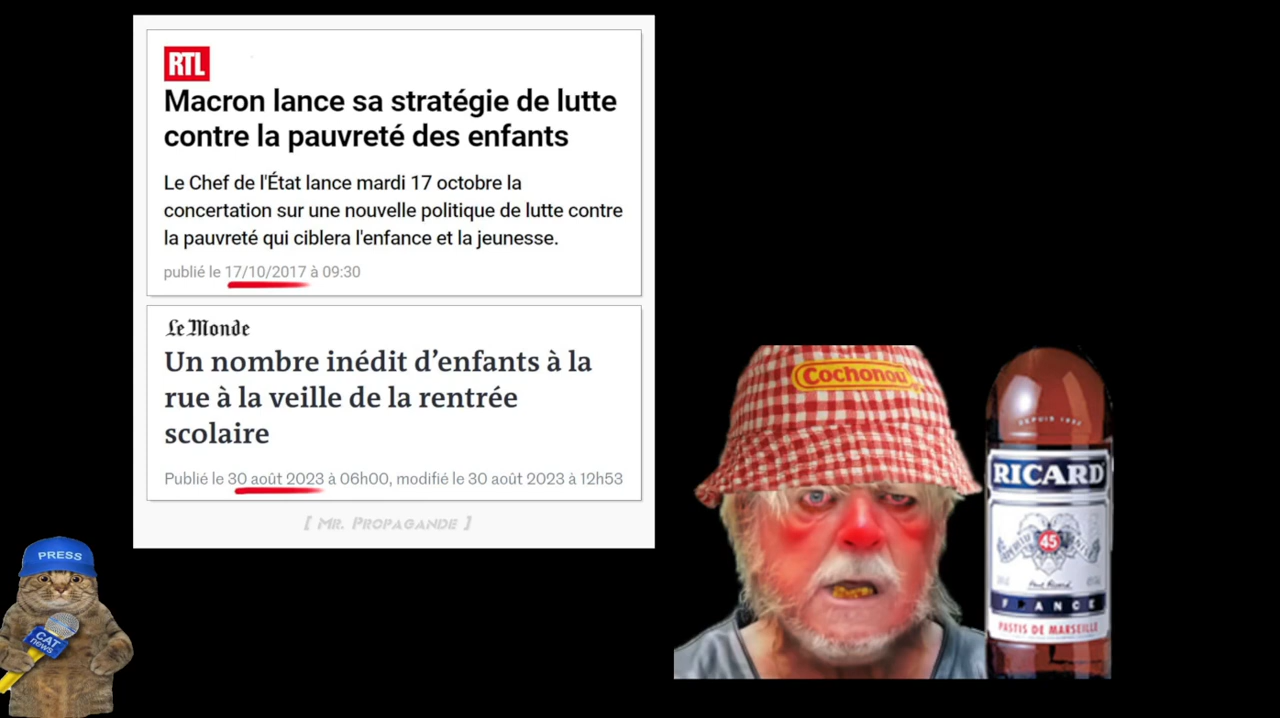 RTL
Macron lance sa stratégie de lutte
contre la pauvreté des enfants
Le Chef de l'État lance mardi 17 octobre la
concertation sur une nouvelle politique de lutte contre
la pauvreté qui ciblera l'enfance et la jeunesse.
publié le 17/10/2017 à 09:30
Le Monde
Un nombre inédit d'enfants à la
rue à la veille de la rentrée
scolaire
Publié le 30 août 2023 à 06h00, modifié le 30 août 2023 à 12h53
[ Mr. Propagande ]
PRESS
CAT
news
Cochonou
DEPUIS 1932
RICARD
45
FRANCE
PASTIS DE MARSEILLE